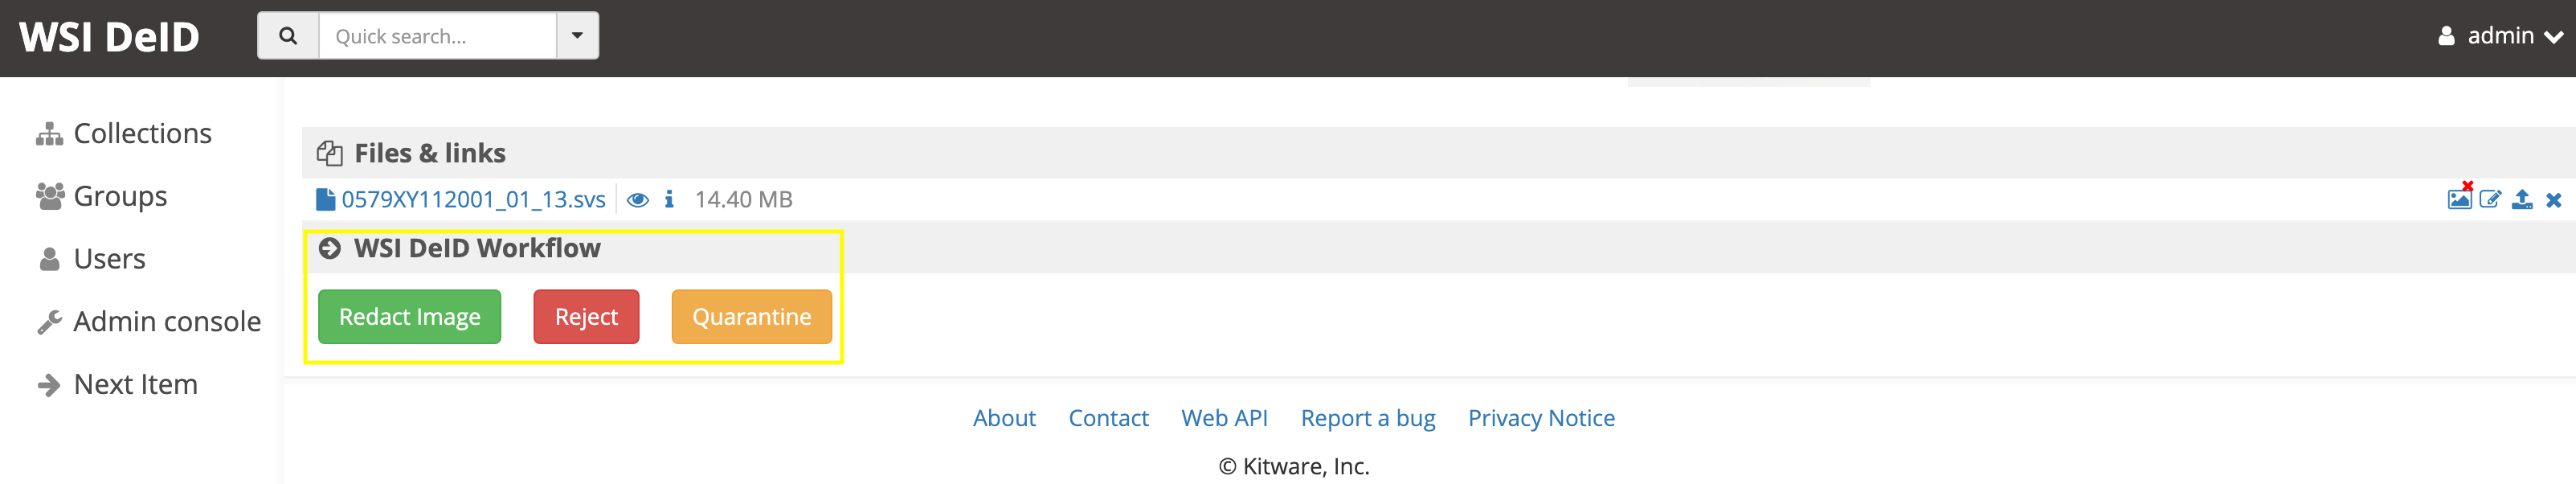 WSI DeID
Quick search...
admin
Collections
Groups
Users
Admin console
Next Item
Files & links
0579XY112001_01_13.svs 14.40 MB
WSI DeID Workflow
Redact Image Reject Quarantine
About Contact Web API Report a bug Privacy Notice
© Kitware, Inc.